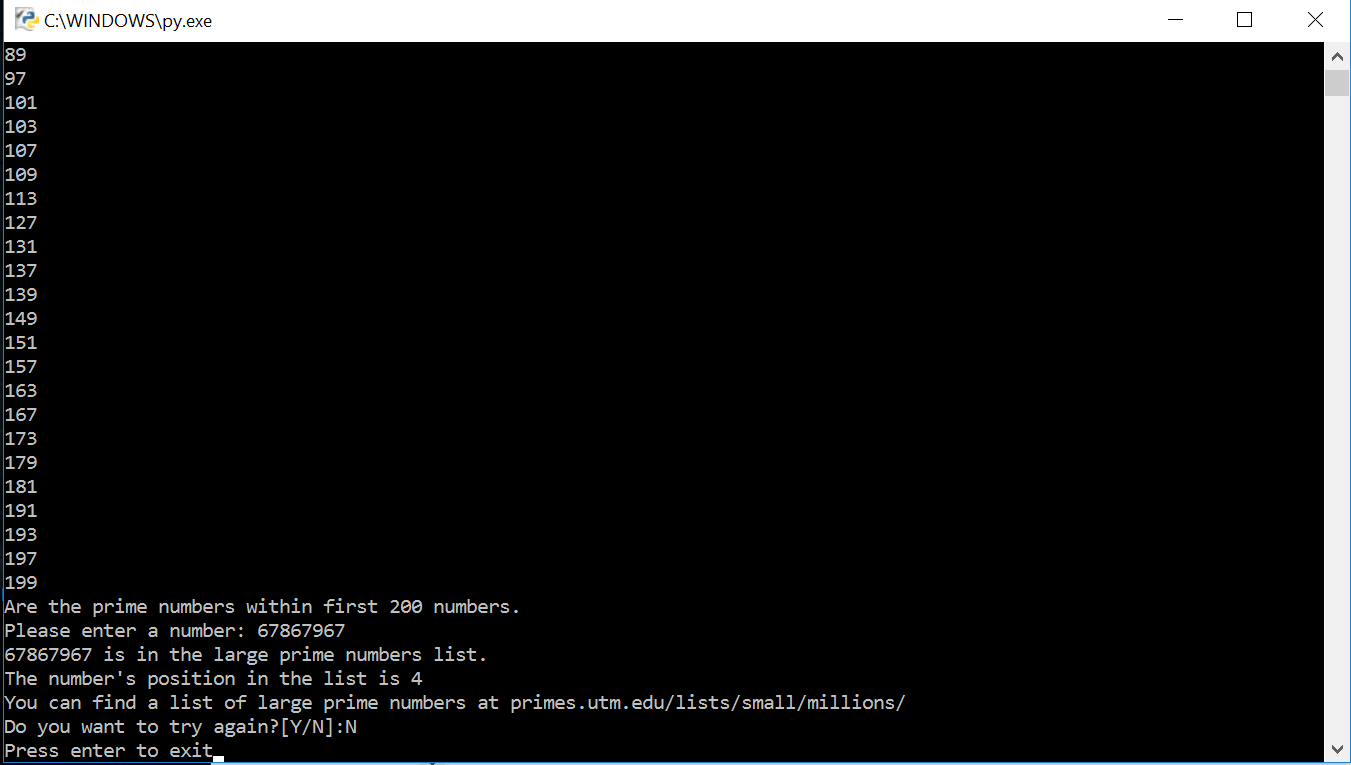 C:\WINDOWS\py.exe
89
97
101
103
107
109
113
127
131
137
139
149
151
157
163
167
173
179
181
191
193
197
199
Are the prime numbers within first 200 numbers.
Please enter a number: 67867967
67867967 is in the large prime numbers list.
The number's position in the list is 4
You can find a list of large prime numbers at primes.utm.edu/lists/small/millions/
Do you want to try again?[Y/N]:N
Press enter to exit